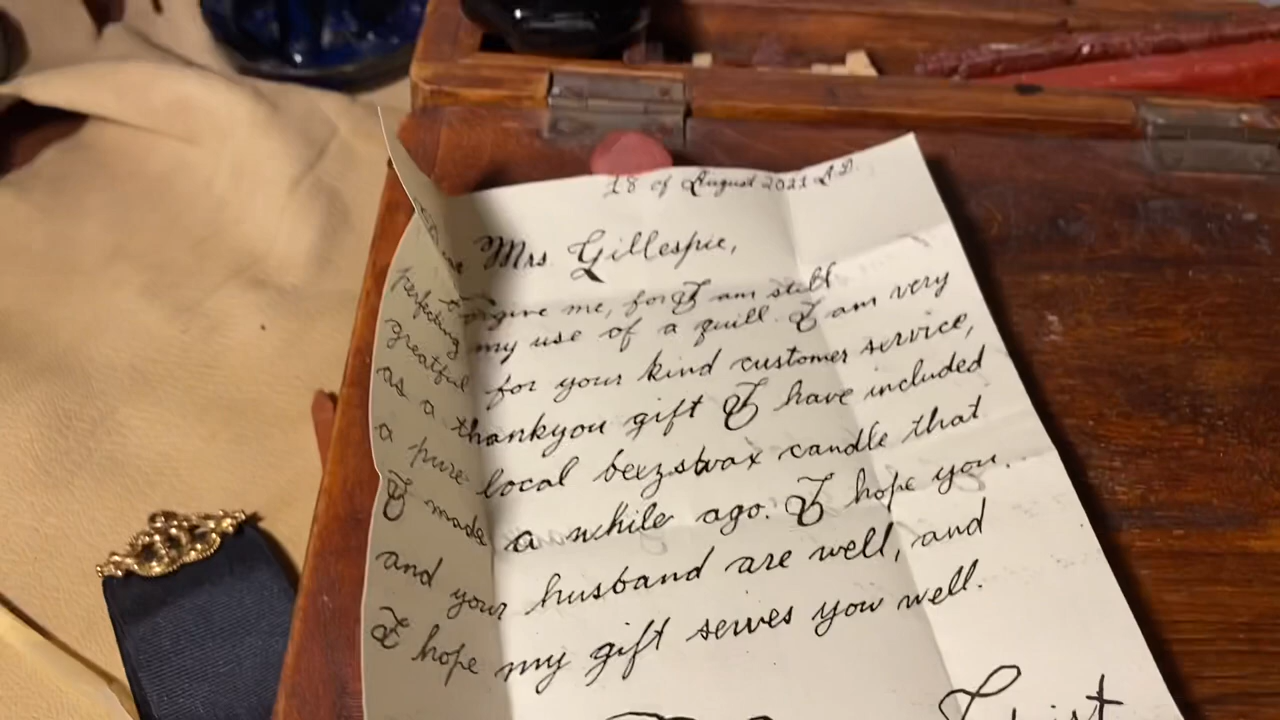 18 of August 2021 A.D.
Mrs. Gillespie,
Forgive me, for I am still
perfecting my use of a quill. I am very
greatful for your kind customer service,
as a thankyou gift I have included
a pure local beezswax candle that
I made a while ago. I hope you
and your husband are well, and
I hope my gift serves you well.